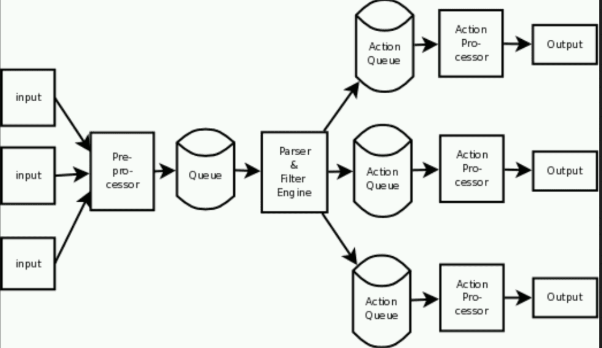 input
input
input
Pre-
pro-
cessor
Queue
Parser
&
Filter
Engine
Action
Queue
Action
Pro-
cessor
Output
Action
Queue
Action
Pro-
cessor
Output
Action
Queue
Action
Pro-
cessor
Output